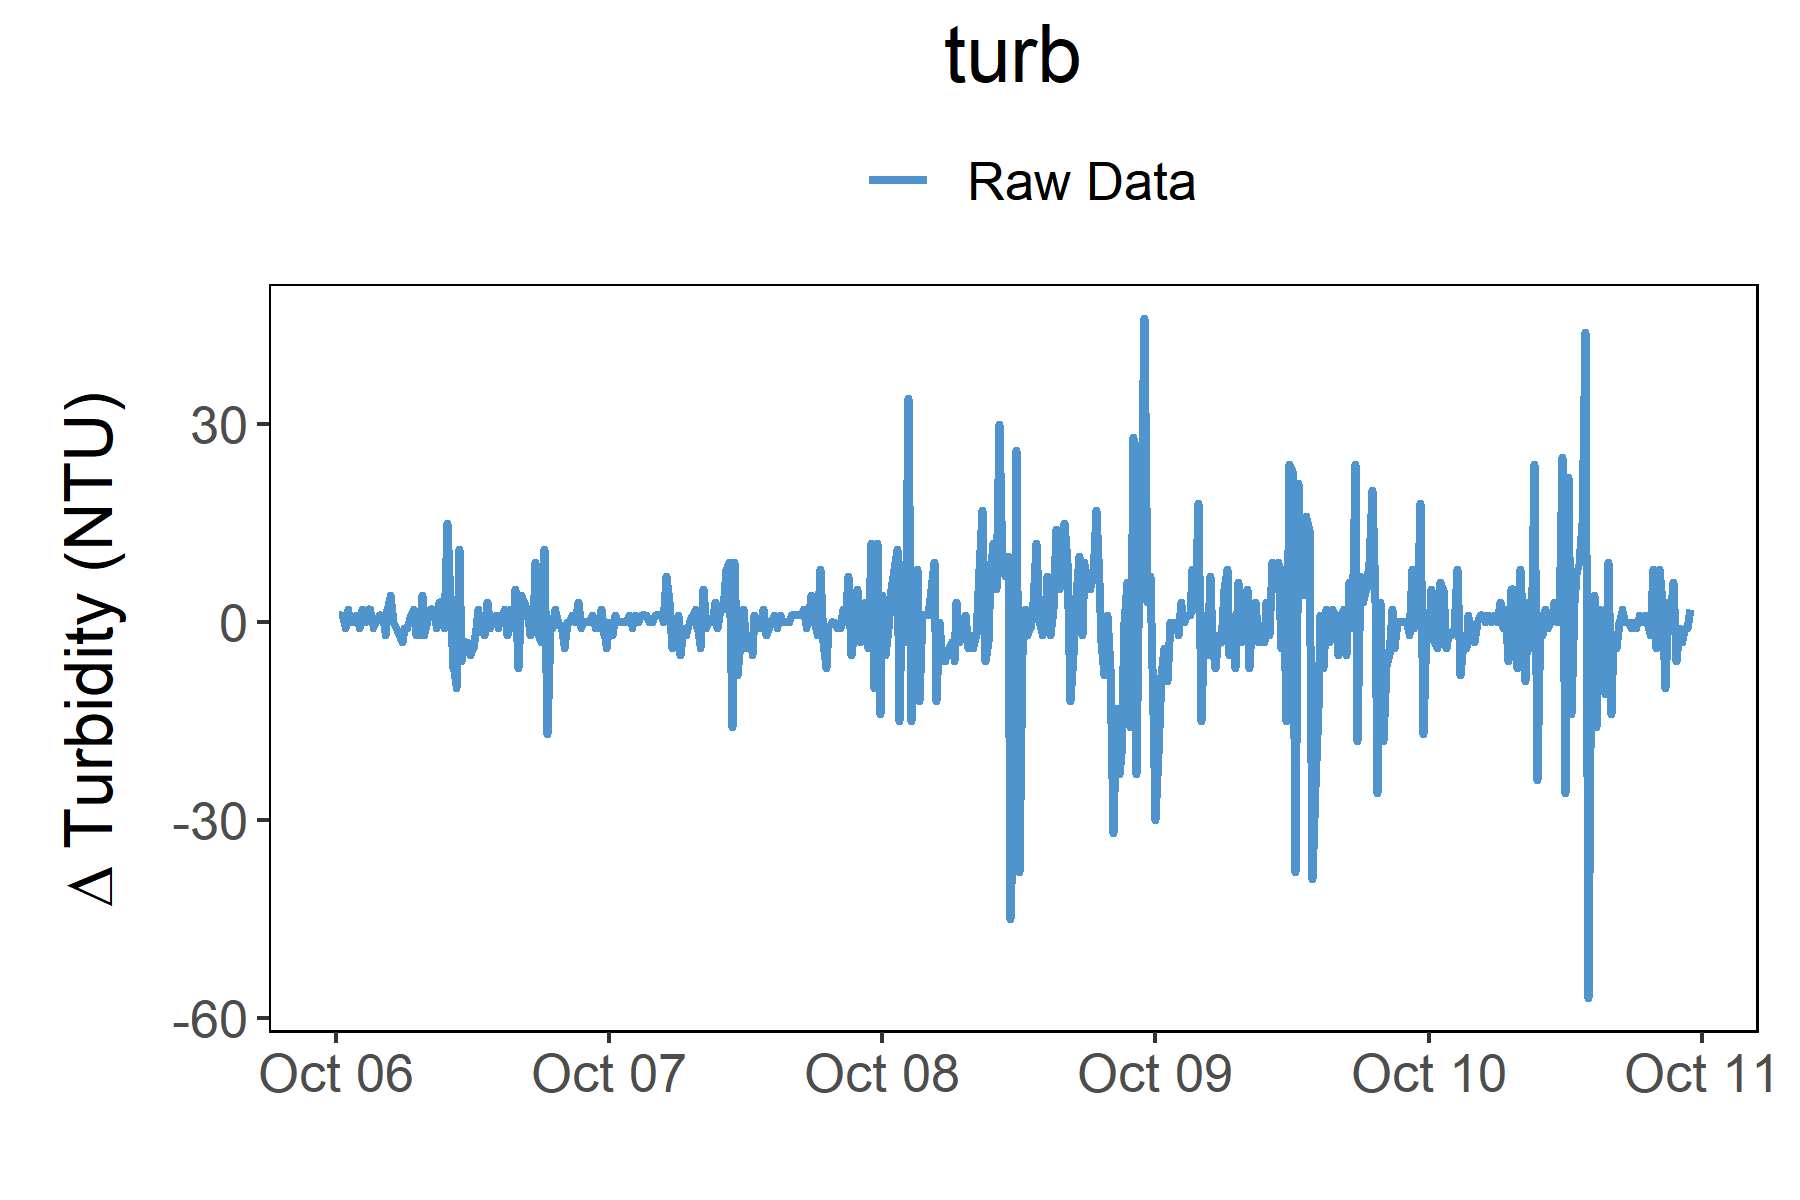 turb
Raw Data
Δ Turbidity (NTU)
30
0
-30
-60
Oct 06
Oct 07
Oct 08
Oct 09
Oct 10
Oct 11